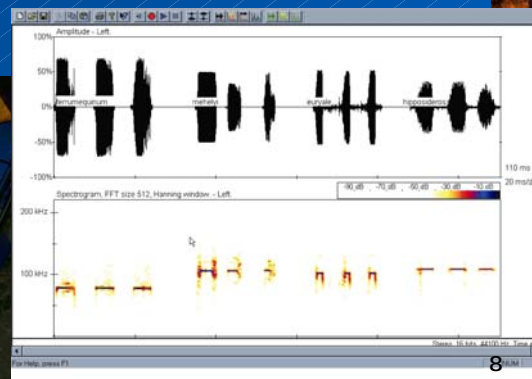 Amplitude - Left.
100%
50%
0%
-50%
-100%
ferrumequinum
mehelyi
euryale
hipposideros
110 ms
20 ms/d
Spectrogram, FFT size 512, Hanning window. - Left.
-90 dB -70 dB -50 dB -30 dB -10 dB
200 kHz
100 kHz
Stereo, 16 bits, 44100 Hz, Time
For Help, press F1
8
NUM